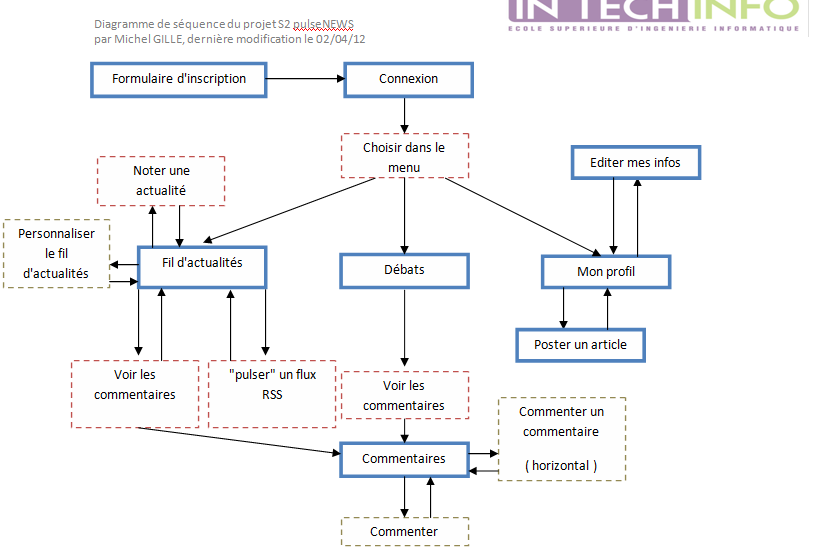 Diagramme de séquence du projet S2 pulseNEWS
par Michel GILLE, dernière modification le 02/04/12
IN TECH INFO
ECOLE SUPERIEURE D'INGENIERIE INFORMATIQUE
Formulaire d'inscription
Connexion
Choisir dans le
menu
Editer mes infos
Noter une
actualité
Personnaliser
le fil
d'actualités
Fil d'actualités
Débats
Mon profil
Poster un article
Voir les
commentaires
"pulser" un flux
RSS
Voir les
commentaires
Commenter un
commentaire
( horizontal )
Commentaires
Commenter